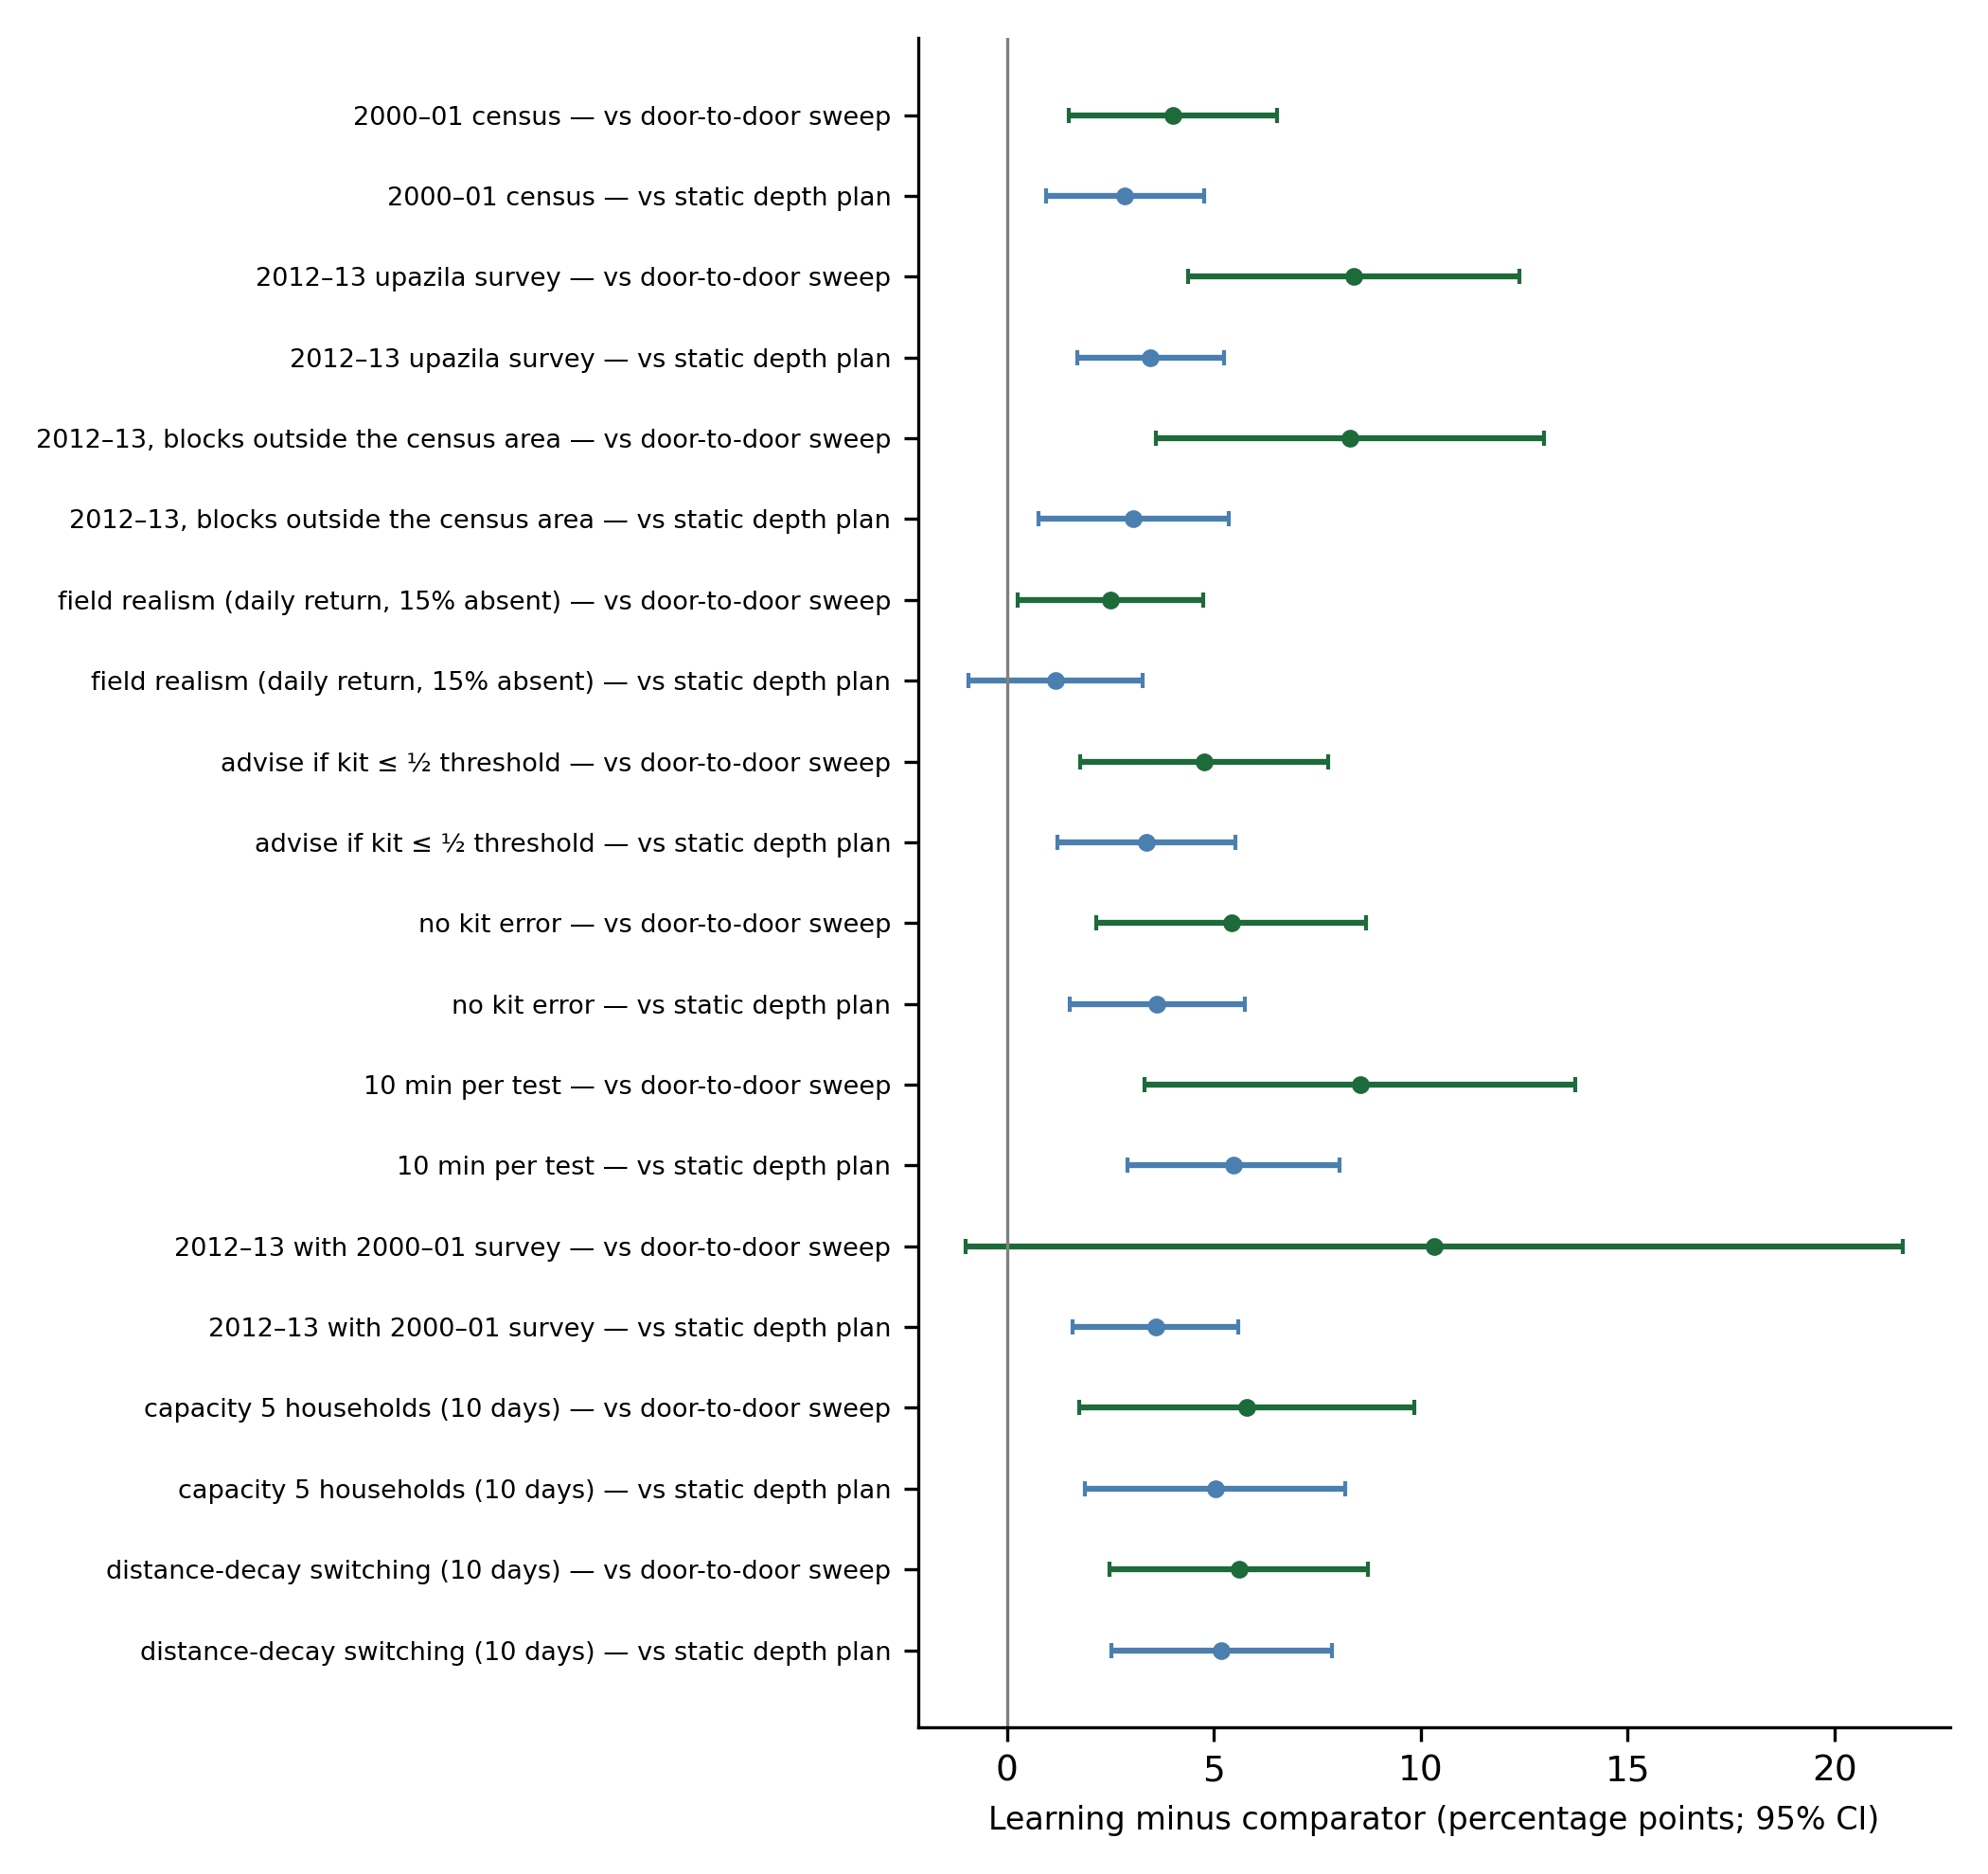 2000–01 census — vs door-to-door sweep
2000–01 census — vs static depth plan
2012–13 upazila survey — vs door-to-door sweep
2012–13 upazila survey — vs static depth plan
2012–13, blocks outside the census area — vs door-to-door sweep
2012–13, blocks outside the census area — vs static depth plan
field realism (daily return, 15% absent) — vs door-to-door sweep
field realism (daily return, 15% absent) — vs static depth plan
advise if kit ≤ ½ threshold — vs door-to-door sweep
advise if kit ≤ ½ threshold — vs static depth plan
no kit error — vs door-to-door sweep
no kit error — vs static depth plan
10 min per test — vs door-to-door sweep
10 min per test — vs static depth plan
2012–13 with 2000–01 survey — vs door-to-door sweep
2012–13 with 2000–01 survey — vs static depth plan
capacity 5 households (10 days) — vs door-to-door sweep
capacity 5 households (10 days) — vs static depth plan
distance-decay switching (10 days) — vs door-to-door sweep
distance-decay switching (10 days) — vs static depth plan
0 5 10 15 20
Learning minus comparator (percentage points; 95% CI)